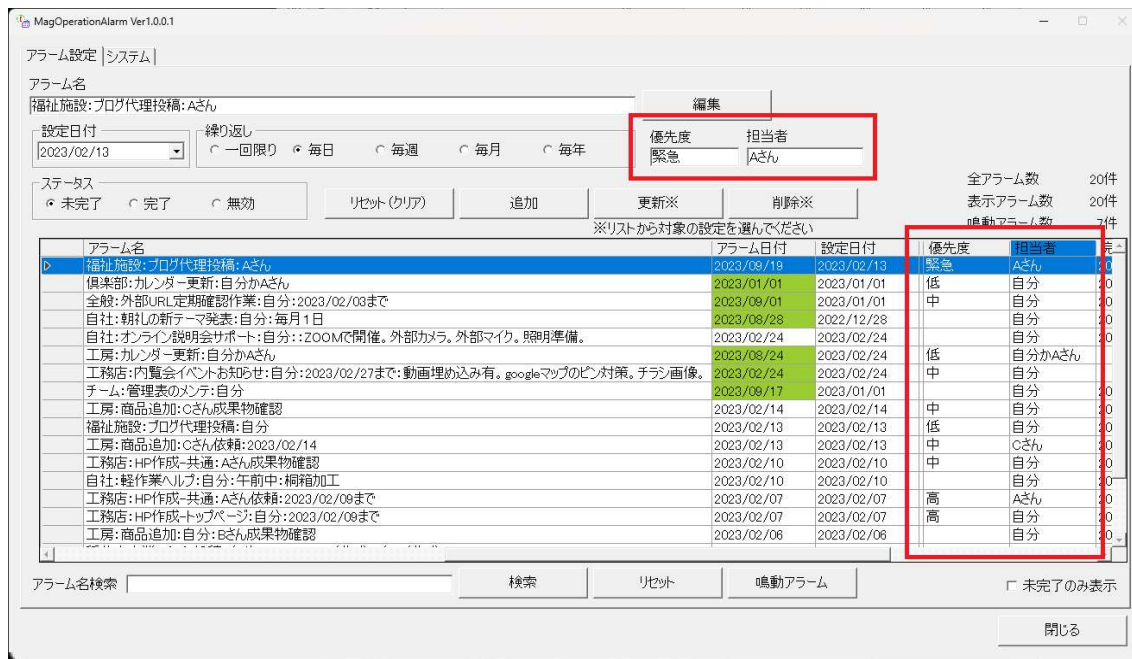 MagOperationAlarm Ver1.0.0.1
アラーム設定 システム
アラーム名
福祉施設:ブログ代理投稿:Aさん 編集
設定日付 繰り返し 優先度 担当者
2023/02/13 一回限り 毎日 毎週 毎月 毎年 緊急 Aさん
ステータス 全アラーム数 20件
未完了 完了 無効 リセット(クリア) 追加 更新※ 削除※ 表示アラーム数 20件
※リストから対象の設定を選んでください 鳴動アラーム数 7件
アラーム名 アラーム日付 設定日付 優先度 担当者
福祉施設:ブログ代理投稿:Aさん 2023/09/19 2023/02/13 緊急 Aさん
倶楽部:カレンダー更新:自分かAさん 2023/01/01 2023/01/01 低 自分
全般:外部URL定期確認作業:自分:2023/02/03まで 2023/09/01 2023/01/01 中 自分
自社:朝礼の新テーマ発表:自分:毎月1日 2023/08/28 2022/12/28 自分
自社:オンライン説明会サポート:自分::ZOOMで開催。外部カメラ。外部マイク。照明準備。 2023/02/24 2023/02/24 自分
工房:カレンダー更新:自分かAさん 2023/08/24 2023/02/24 低 自分かAさん
工務店:内覧会イベントお知らせ:自分:2023/02/27まで:動画埋め込み有。googleマップのピン対策。チラシ画像。 2023/02/24 2023/02/24 中 自分
チーム:管理表のメンテ:自分 2023/09/17 2023/01/01 自分
工房:商品追加:Cさん成果物確認 2023/02/14 2023/02/14 中 自分
福祉施設:ブログ代理投稿:自分 2023/02/13 2023/02/13 低 自分
工房:商品追加:Cさん依頼:2023/02/14 2023/02/13 2023/02/13 中 Cさん
工務店:HP作成-共通:Aさん成果物確認 2023/02/10 2023/02/10 中 自分
自社:軽作業ヘルプ:自分:午前中:桐箱加工 2023/02/10 2023/02/10 自分
工務店:HP作成-共通:Aさん依頼:2023/02/09まで 2023/02/07 2023/02/07 高 Aさん
工務店:HP作成-トップページ:自分:2023/02/09まで 2023/02/07 2023/02/07 高 自分
工房:商品追加:自分:Bさん成果物確認 2023/02/06 2023/02/06 自分
アラーム名検索 検索 リセット 鳴動アラーム 未完了のみ表示
閉じる